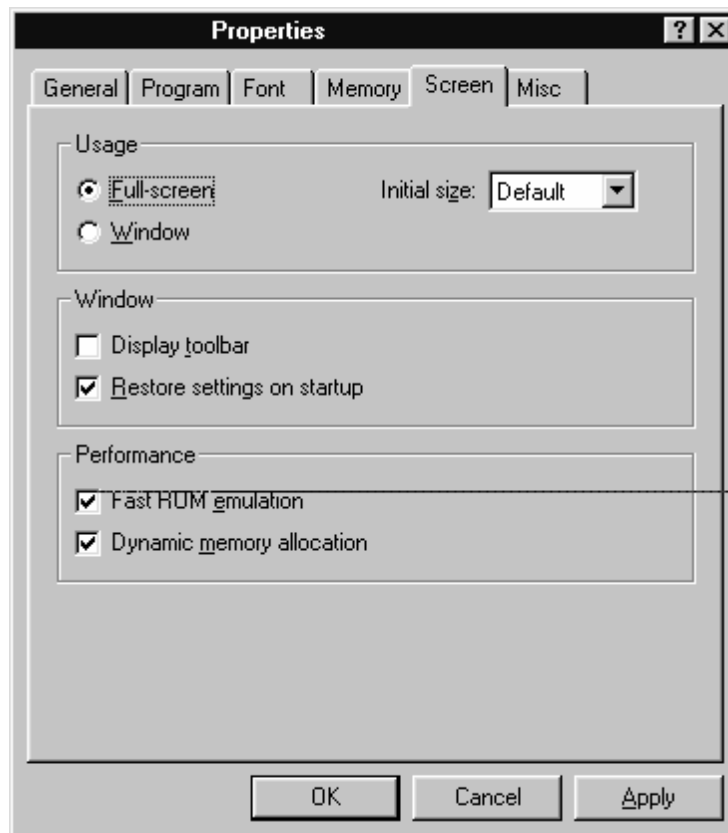 Properties
General Program Font Memory Screen Misc
Usage
Full-screen Initial size: Default
Window
Window
Display toolbar
Restore settings on startup
Performance
Fast ROM emulation
Dynamic memory allocation
OK Cancel Apply